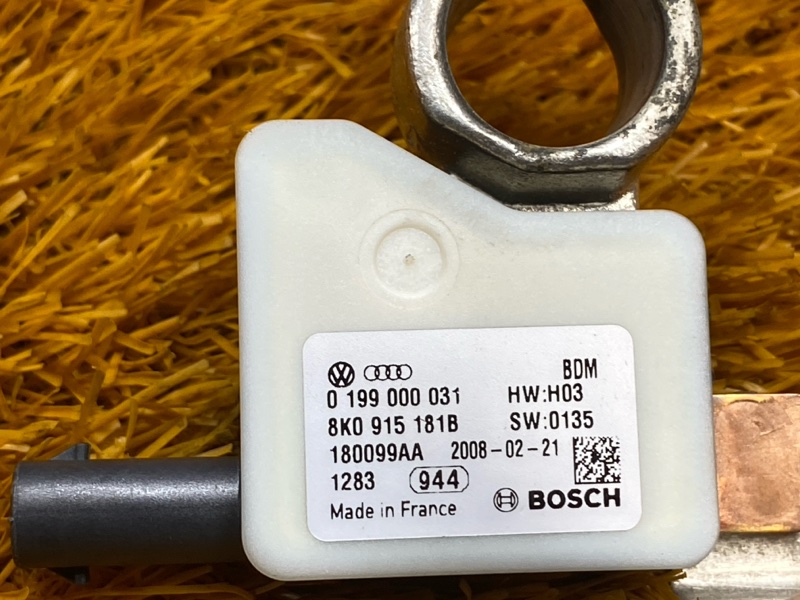 BDM
0 199 000 031 HW:H03
8K0 915 181B SW:0135
180099AA 2008-02-21
1283 944
Made in France BOSCH